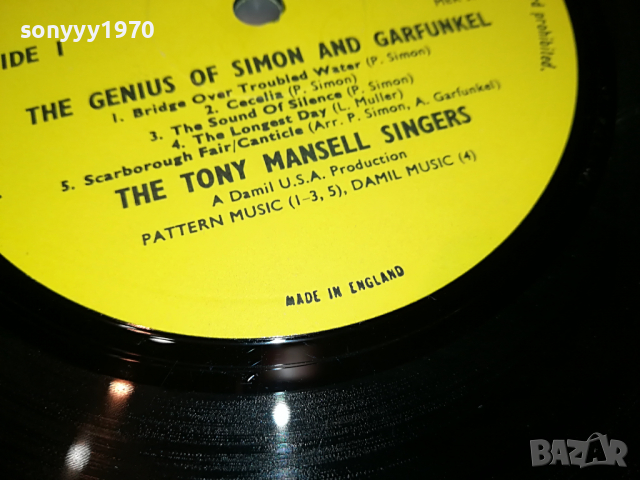 sonyyy1970
SIDE 1
prohibited.
THE GENIUS OF SIMON AND GARFUNKEL
1. Bridge Over Troubled Water (P. Simon)
2. Cecelia (P. Simon)
3. The Sound Of Silence (P. Simon)
4. The Longest Day (L. Muller)
5. Scarborough Fair/Canticle (Arr. P. Simon, A. Garfunkel)
THE TONY MANSELL SINGERS
A Damil U.S.A. Production
PATTERN MUSIC (1–3, 5), DAMIL MUSIC (4)
MADE IN ENGLAND
BAZAR